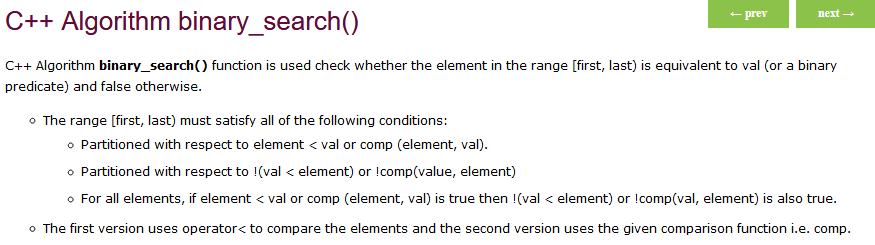 C++ Algorithm binary_search()
← prev
next →
C++ Algorithm binary_search() function is used check whether the element in the range [first, last) is equivalent to val (or a binary
predicate) and false otherwise.
The range [first, last) must satisfy all of the following conditions:
Partitioned with respect to element < val or comp (element, val).
Partitioned with respect to !(val < element) or !comp(value, element)
For all elements, if element < val or comp (element, val) is true then !(val < element) or !comp(val, element) is also true.
The first version uses operator< to compare the elements and the second version uses the given comparison function i.e. comp.